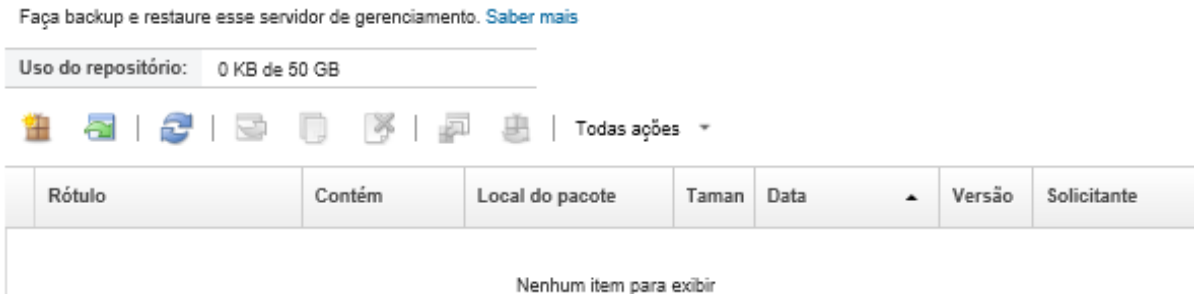 Faça backup e restaure esse servidor de gerenciamento. Saber mais
Uso do repositório: 0 KB de 50 GB
Todas ações
Rótulo Contém Local do pacote Taman Data Versão Solicitante
Nenhum item para exibir